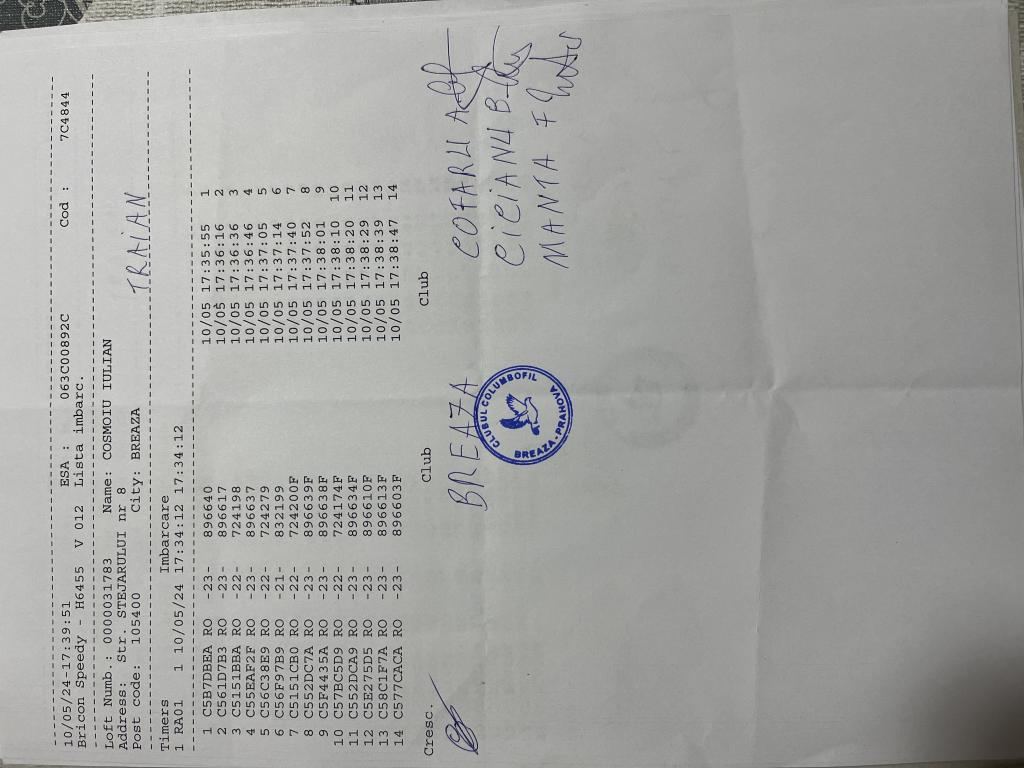 10/05/24-17:39:51 ESA : 063C00892C Cod : 7C4844
Bricon Speedy - H6455 V 012 Lista imbarc.
Loft Numb.: 0000031783 Name: COSMOIU IULIAN
Address: Str. STEJARULUI nr 8
Post code: 105400 City: BREAZA TRAIAN
Timers Imbarcare
1 RA01 1 10/05/24 17:34:12 17:34:12
1 C5B7DBEA RO -23- 896640 10/05 17:35:55 1
2 C561D7B3 RO -23- 896617 10/05 17:36:16 2
3 C5151BBA RO -22- 724198 10/05 17:36:36 3
4 C55EAF2F RO -23- 896637 10/05 17:36:46 4
5 C56C3BE9 RO -22- 724279 10/05 17:37:05 5
6 C56F97B9 RO -21- 832199 10/05 17:37:14 6
7 C5151CB0 RO -22- 724200F 10/05 17:37:40 7
8 C552DC7A RO -23- 896639F 10/05 17:37:52 8
9 C5F4435A RO -23- 896638F 10/05 17:38:01 9
10 C57BC5D9 RO -22- 724174F 10/05 17:38:10 10
11 C552DCA9 RO -23- 896634F 10/05 17:38:20 11
12 C5E275D5 RO -23- 896610F 10/05 17:38:29 12
13 C58C1F7A RO -23- 896613F 10/05 17:38:39 13
14 C577CACA RO -23- 896603F 10/05 17:38:47 14
Cresc. Club Club
BREAZA COFARU A
CICIANU B.
MANTA F
CLUBUL COLUMBOFIL
BREAZA-PRAHOVA